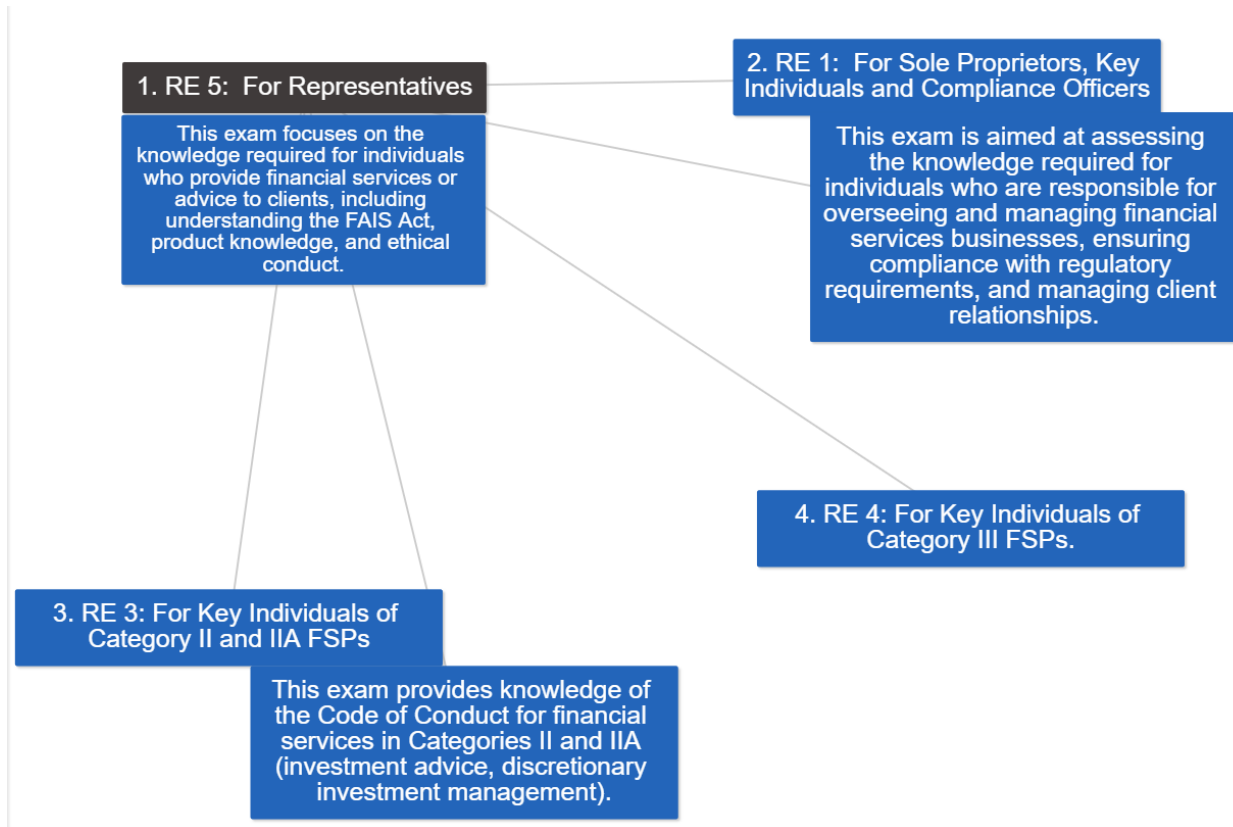 1. RE 5: For Representatives
This exam focuses on the
knowledge required for individuals
who provide financial services or
advice to clients, including
understanding the FAIS Act,
product knowledge, and ethical
conduct.
2. RE 1: For Sole Proprietors, Key
Individuals and Compliance Officers
This exam is aimed at assessing
the knowledge required for
individuals who are responsible for
overseeing and managing financial
services businesses, ensuring
compliance with regulatory
requirements, and managing client
relationships.
3. RE 3: For Key Individuals of
Category II and IIA FSPs
This exam provides knowledge of
the Code of Conduct for financial
services in Categories II and IIA
(investment advice, discretionary
investment management).
4. RE 4: For Key Individuals of
Category III FSPs.